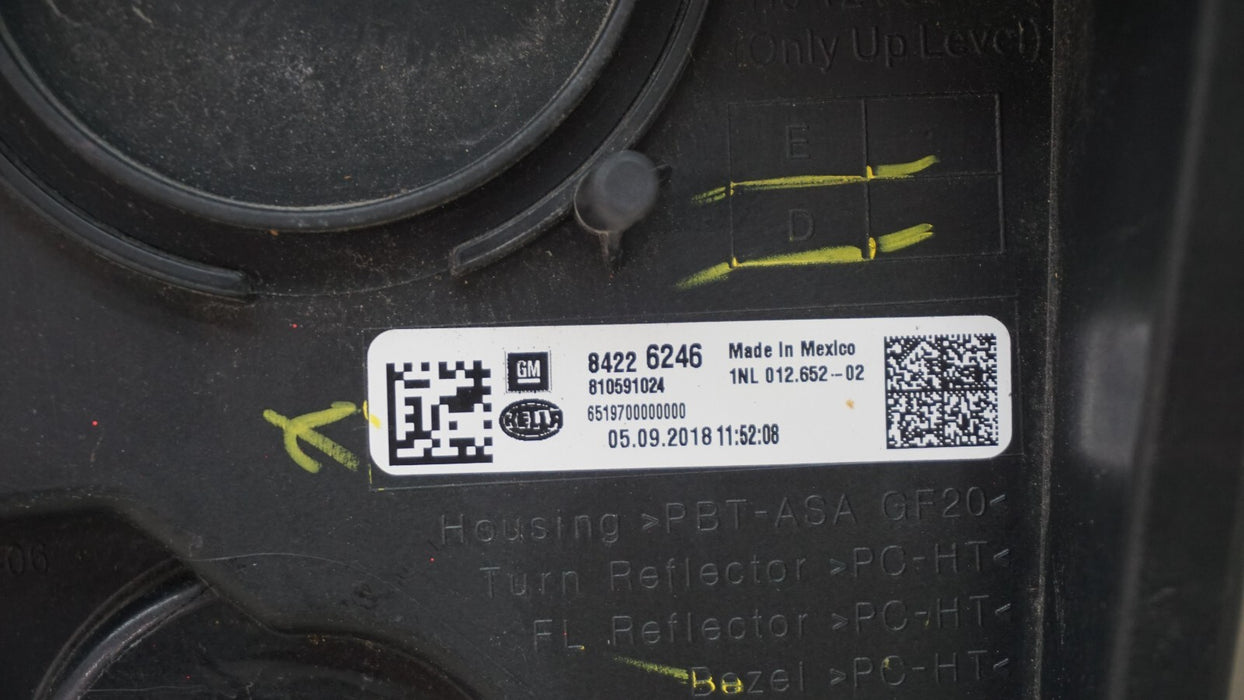 (Only Up Level)
E
D
GM
8422 6246
810591024
Made In Mexico
1NL 012.652--02
HELLA
6519700000000
05.09.2018 11:52:08
Housing >PBT-ASA GF20<
-06
Turn Reflector >PC-HT<
FL Reflector >PC-HT<
Bezel >PC-HT<